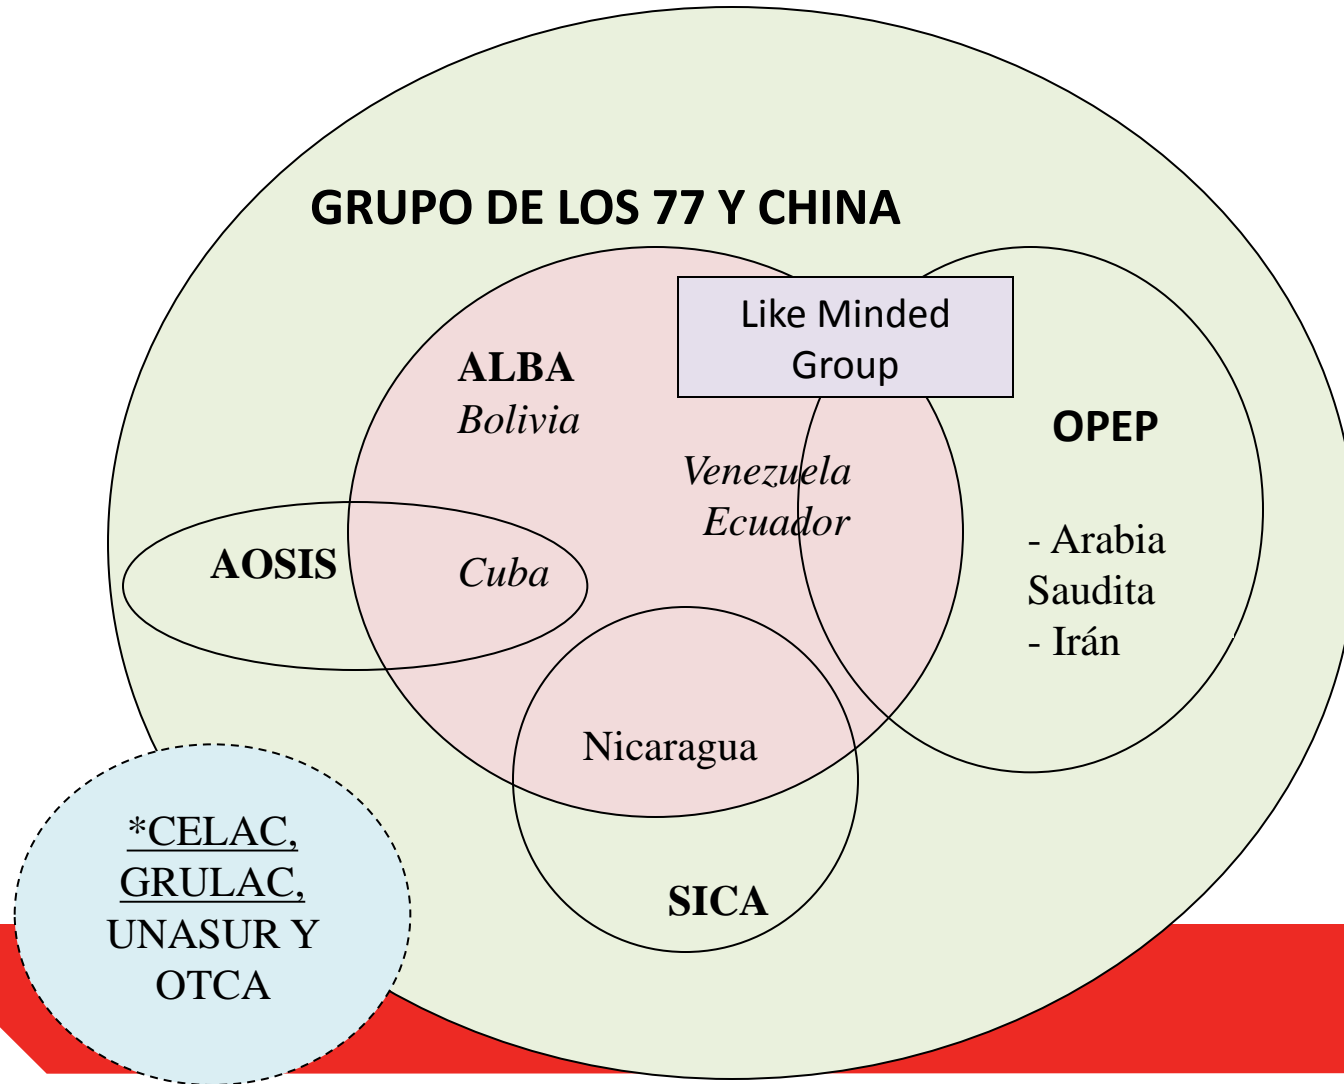 GRUPO DE LOS 77 Y CHINA
Like Minded
Group
ALBA
Bolivia
OPEP
Venezuela
Ecuador
- Arabia
Saudita
- Irán
AOSIS
Cuba
Nicaragua
SICA
*CELAC,
GRULAC,
UNASUR Y
OTCA